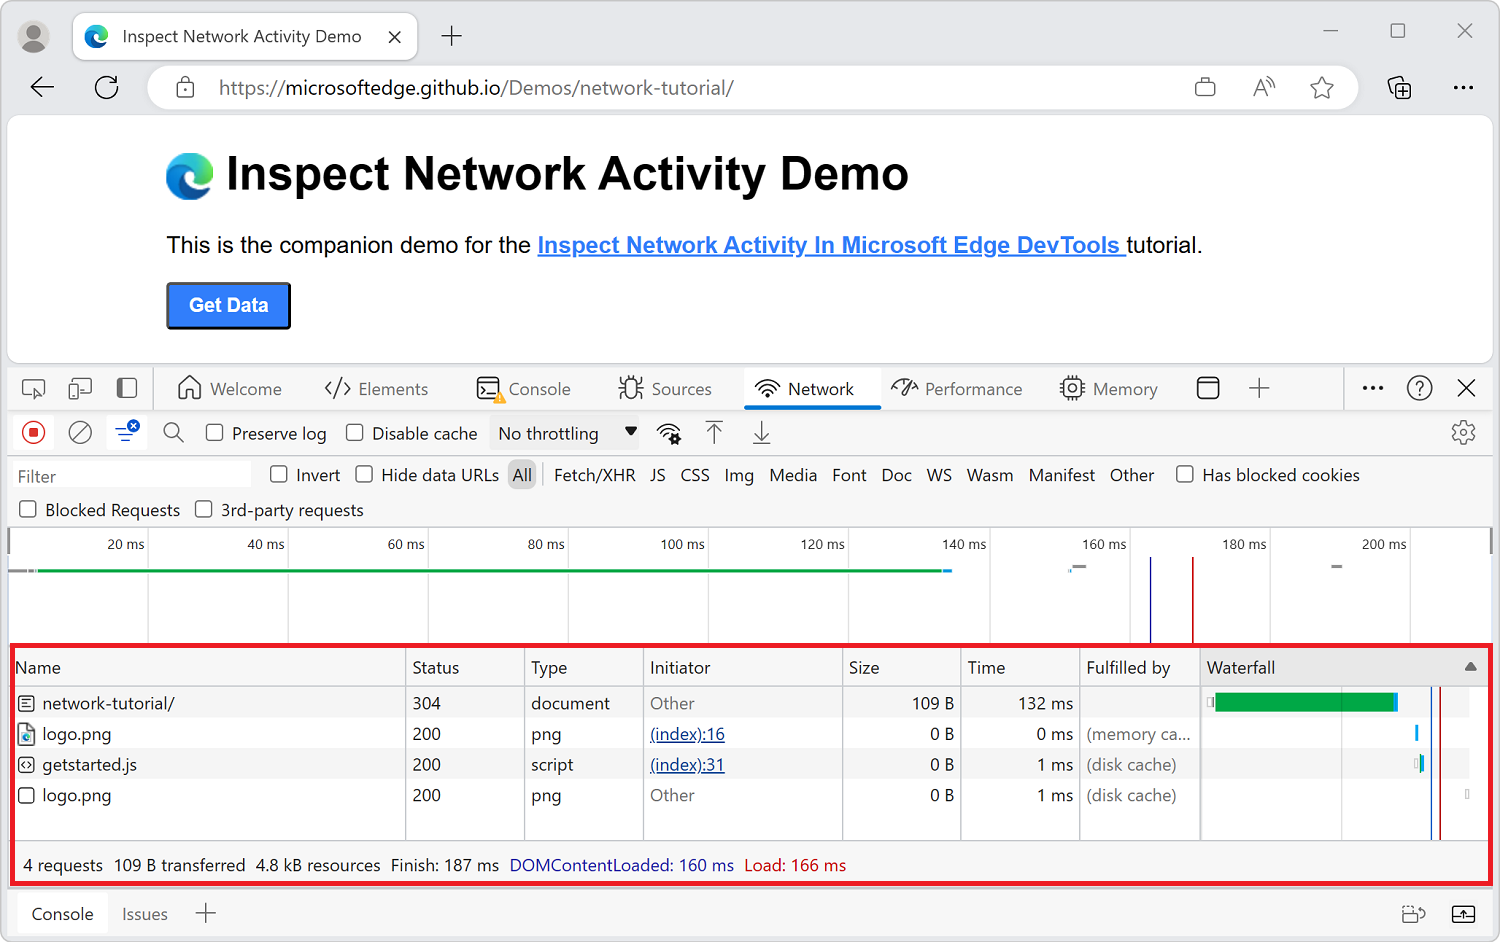 Inspect Network Activity Demo
https://microsoftedge.github.io/Demos/network-tutorial/
Inspect Network Activity Demo
This is the companion demo for the Inspect Network Activity In Microsoft Edge DevTools tutorial.
Get Data
Welcome Elements Console Sources Network Performance Memory
Preserve log Disable cache No throttling
Filter Invert Hide data URLs All Fetch/XHR JS CSS Img Media Font Doc WS Wasm Manifest Other Has blocked cookies
Blocked Requests 3rd-party requests
20 ms 40 ms 60 ms 80 ms 100 ms 120 ms 140 ms 160 ms 180 ms 200 ms
Name Status Type Initiator Size Time Fulfilled by Waterfall
network-tutorial/ 304 document Other 109 B 132 ms
logo.png 200 png (index):16 0 B 0 ms (memory ca...
getstarted.js 200 script (index):31 0 B 1 ms (disk cache)
logo.png 200 png Other 0 B 1 ms (disk cache)
4 requests 109 B transferred 4.8 kB resources Finish: 187 ms DOMContentLoaded: 160 ms Load: 166 ms
Console Issues